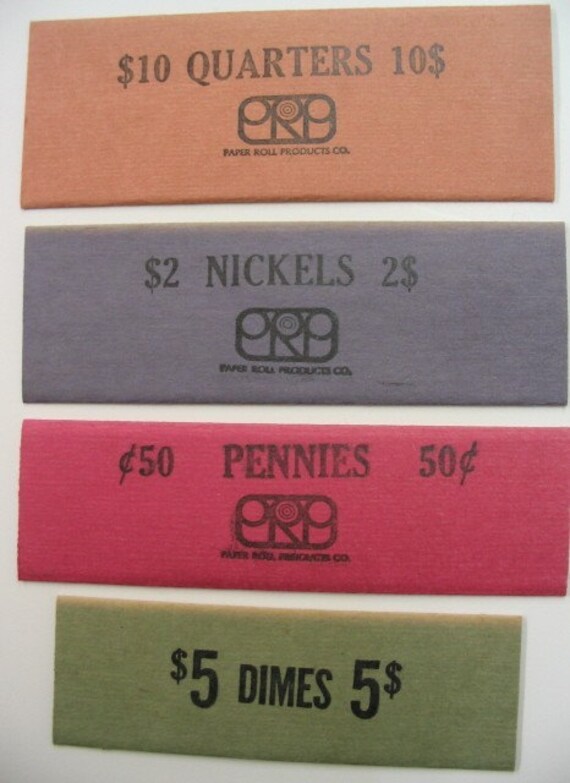 $10 QUARTERS 10$
PRP
PAPER ROLL PRODUCTS CO.
$2 NICKELS 2$
PRP
PAPER ROLL PRODUCTS CO.
¢50 PENNIES 50¢
PRP
PAPER ROLL PRODUCTS CO.
$5 DIMES 5$